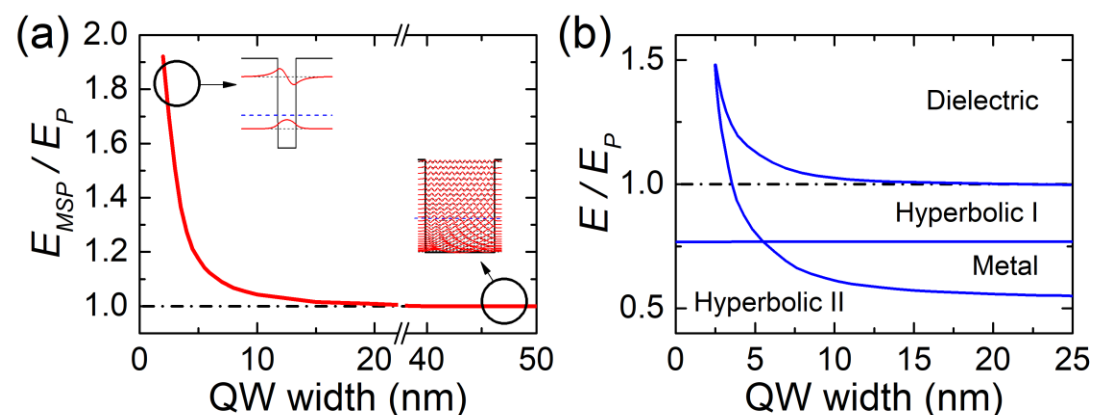 (a)
2.0
1.8
1.6
1.4
1.2
1.0
E_MSP / E_P
0
10
20
40
50
QW width (nm)
(b)
1.5
1.0
0.5
E / E_P
Dielectric
Hyperbolic I
Metal
Hyperbolic II
0
5
10
15
20
25
QW width (nm)